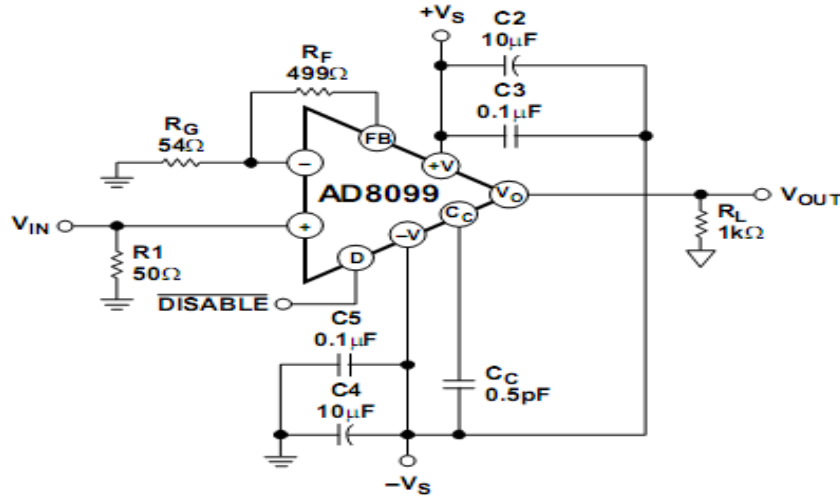 +VS
C2
10μF
RF
499Ω
C3
0.1μF
RG
54Ω
FB
–
+V
AD8099
VO
VOUT
VIN
+
CC
RL
1kΩ
–V
D
R1
50Ω
DISABLE
C5
0.1μF
CC
0.5pF
C4
10μF
–VS